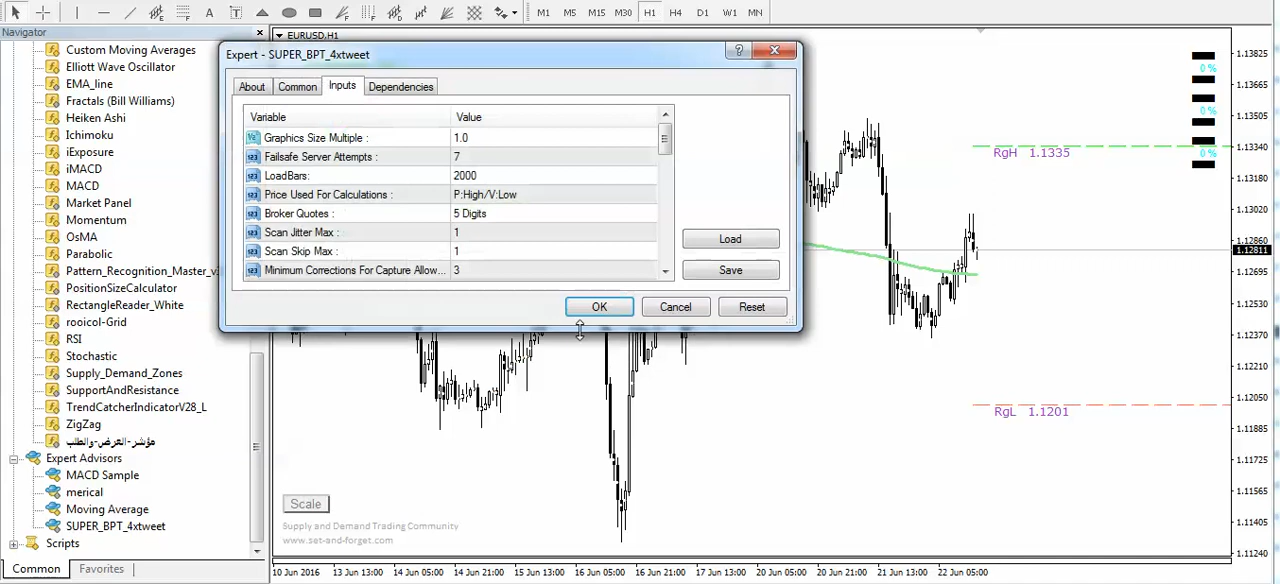 M1 M5 M15 M30 H1 H4 D1 W1 MN
Navigator
Custom Moving Averages
Elliott Wave Oscillator
EMA_line
Fractals (Bill Williams)
Heiken Ashi
Ichimoku
iExposure
iMACD
MACD
Market Panel
Momentum
OsMA
Parabolic
Pattern_Recognition_Master_v
PositionSizeCalculator
RectangleReader_White
rooicol-Grid
RSI
Stochastic
Supply_Demand_Zones
SupportAndResistance
TrendCatcherIndicatorV28_L
ZigZag
مؤشر-العرض-والطلب
Expert Advisors
MACD Sample
merical
Moving Average
SUPER_BPT_4xtweet
Scripts
Common Favorites
EURUSD,H1
Expert - SUPER_BPT_4xtweet
About Common Inputs Dependencies
Variable Value
Graphics Size Multiple : 1.0
Failsafe Server Attempts : 7
LoadBars: 2000
Price Used For Calculations : P:High/V:Low
Broker Quotes : 5 Digits
Scan Jitter Max : 1
Scan Skip Max : 1
Minimum Corrections For Capture Allow... 3
Load
Save
OK Cancel Reset
0 %
0 %
0 %
RgH 1.1335
RgL 1.1201
Scale
Supply and Demand Trading Community
www.set-and-forget.com
1.13825
1.13665
1.13505
1.13340
1.13180
1.13020
1.12860
1.12811
1.12695
1.12530
1.12370
1.12210
1.12050
1.11885
1.11725
1.11565
1.11405
1.11240
10 Jun 2016 13 Jun 13:00 14 Jun 05:00 14 Jun 21:00 15 Jun 13:00 16 Jun 05:00 16 Jun 21:00 17 Jun 13:00 20 Jun 05:00 20 Jun 21:00 21 Jun 13:00 22 Jun 05:00